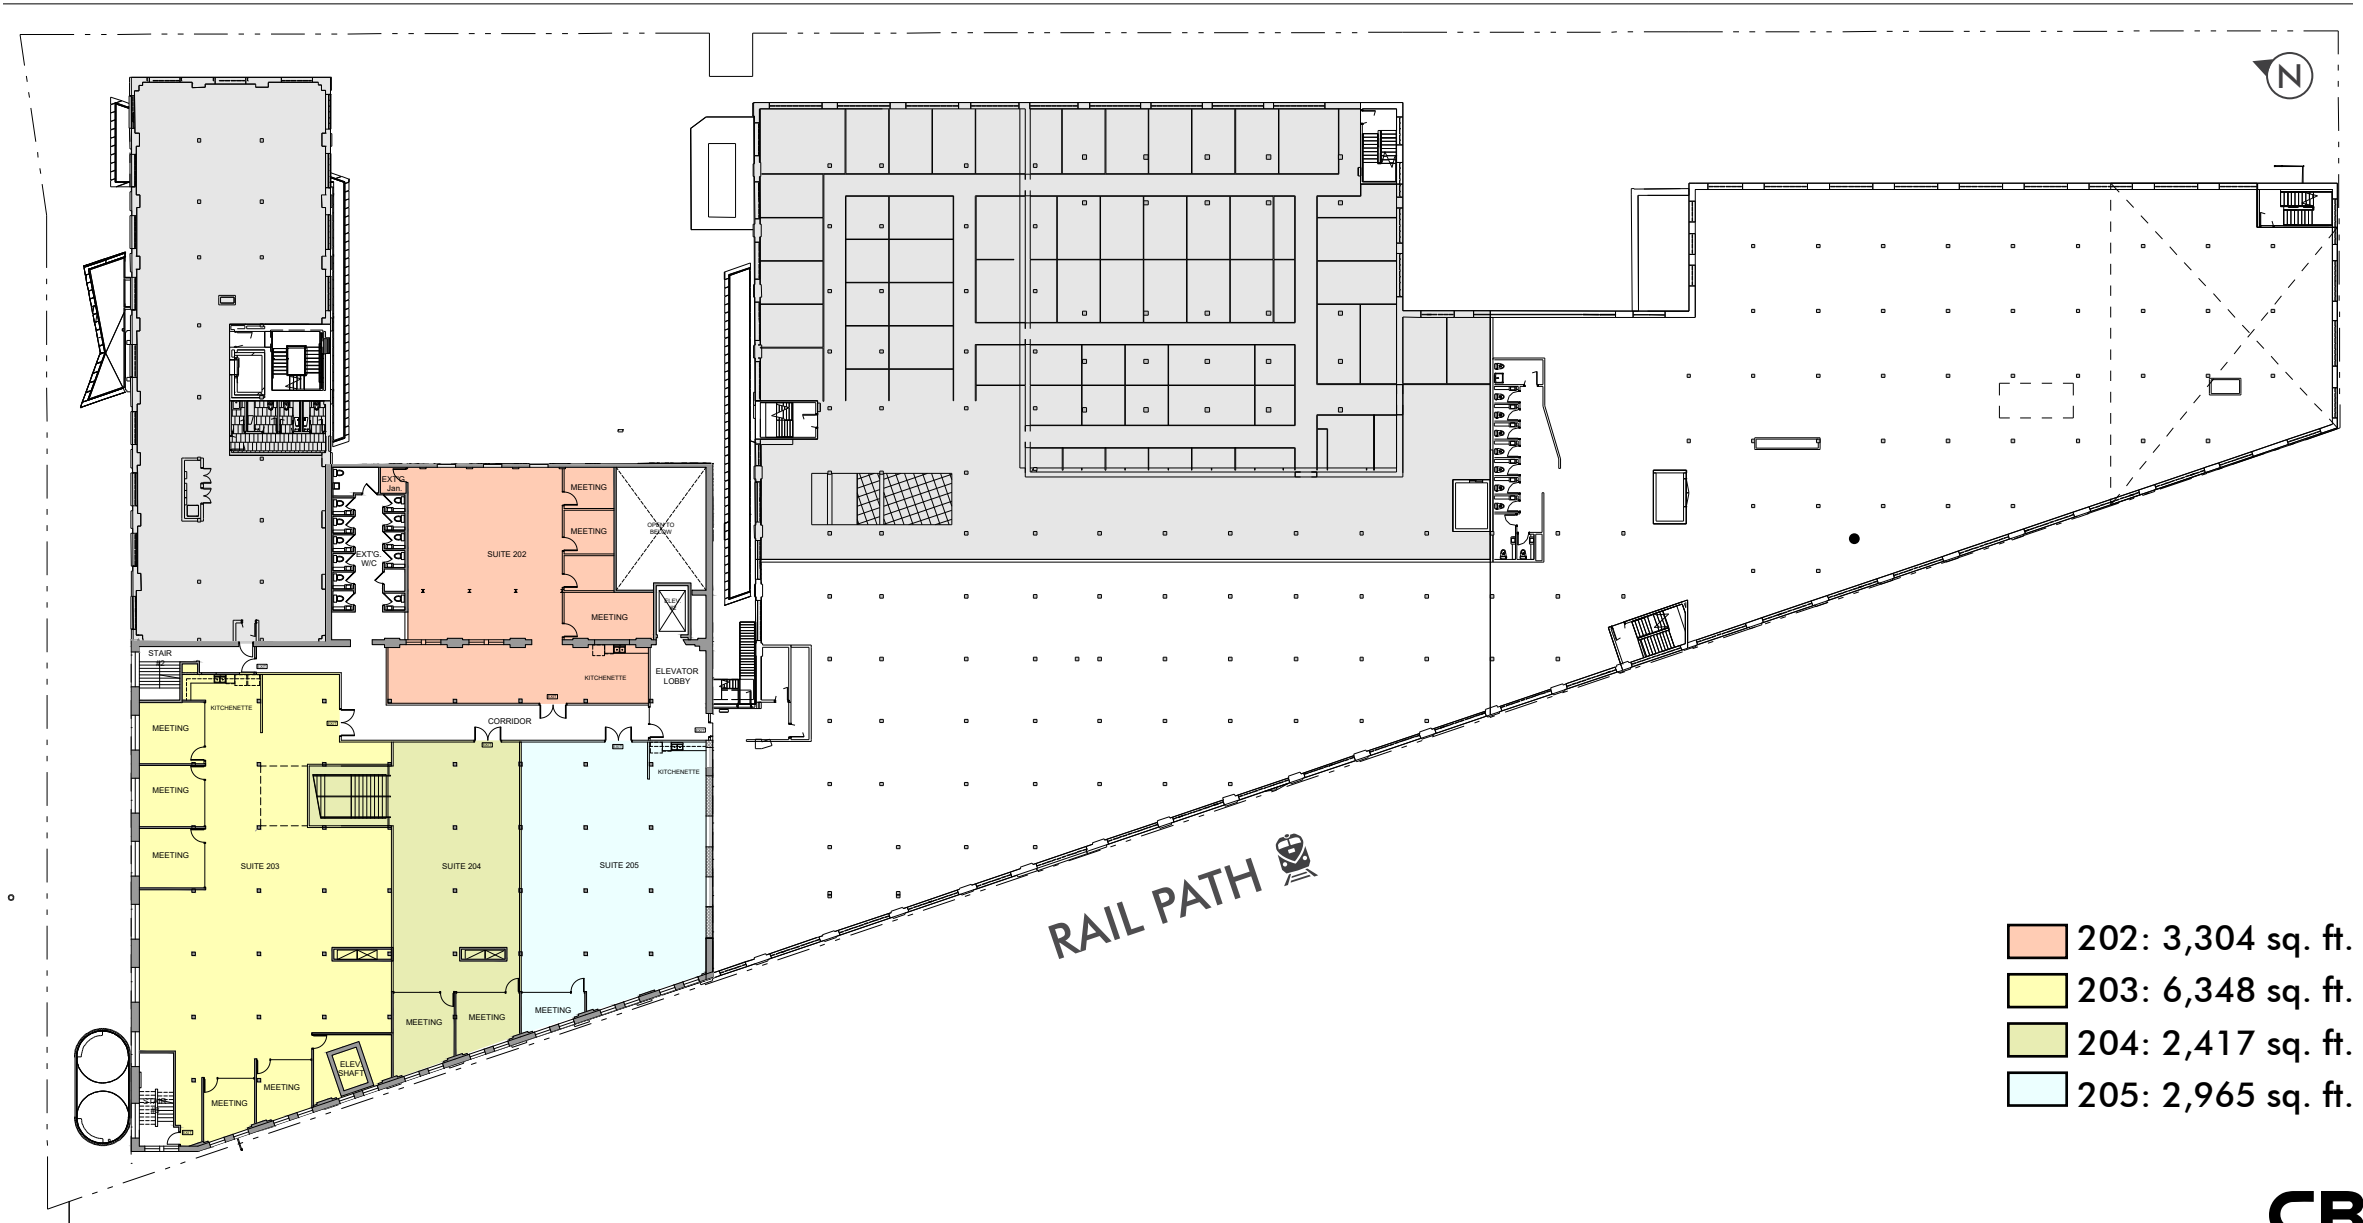 N
EXT'G.
Jan.
MEETING
OPEN TO
BELOW
MEETING
SUITE 202
EXT'G.
W/C
ELEV.
MEETING
STAIR
#2
ELEVATOR
LOBBY
KITCHENETTE
KITCHENETTE
CORRIDOR
MEETING
KITCHENETTE
MEETING
MEETING
SUITE 203
SUITE 204
SUITE 205
RAIL PATH
202: 3,304 sq. ft.
203: 6,348 sq. ft.
204: 2,417 sq. ft.
205: 2,965 sq. ft.
MEETING
MEETING
MEETING
ELEV.
SHAFT
MEETING
MEETING